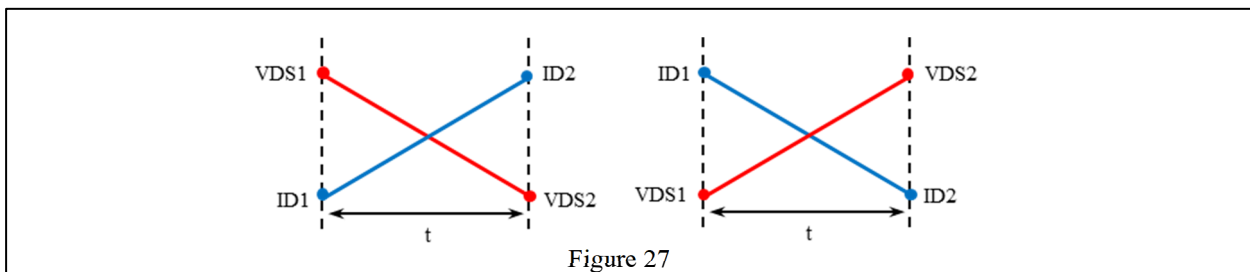 VDS1 ID2 ID1 VDS2
ID1 VDS2 VDS1 ID2
t t
Figure 27